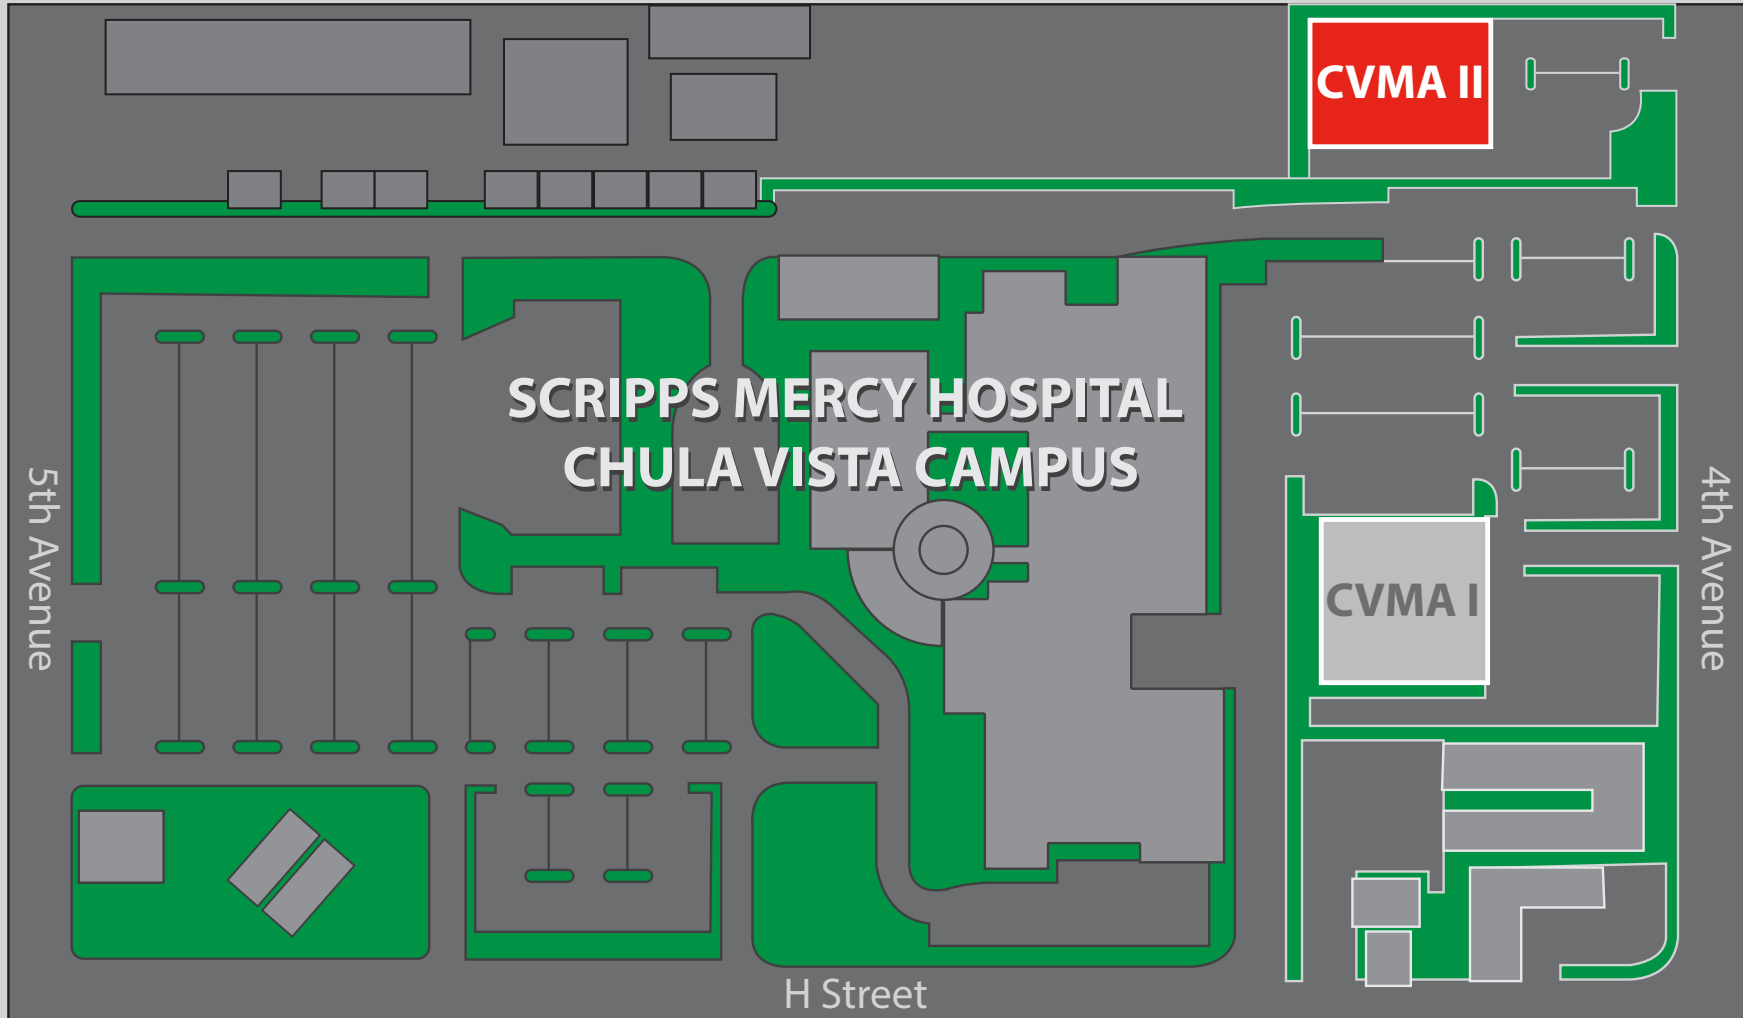 CVMA II
SCRIPPS MERCY HOSPITAL
CHULA VISTA CAMPUS
5th Avenue
4th Avenue
CVMA I
H Street